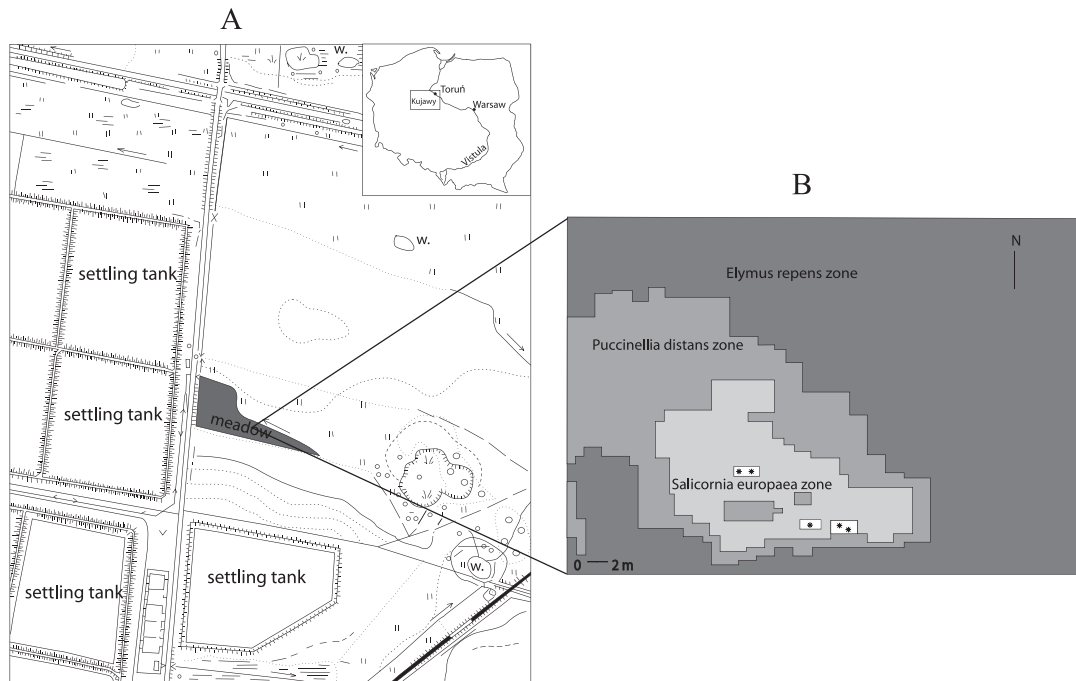 A
w.
Toruń
Kujawy
Warsaw
Vistula
B
settling tank
w.
N
Elymus repens zone
Puccinellia distans zone
settling tank
meadow
Salicornia europaea zone
settling tank
settling tank
w.
0 2 m